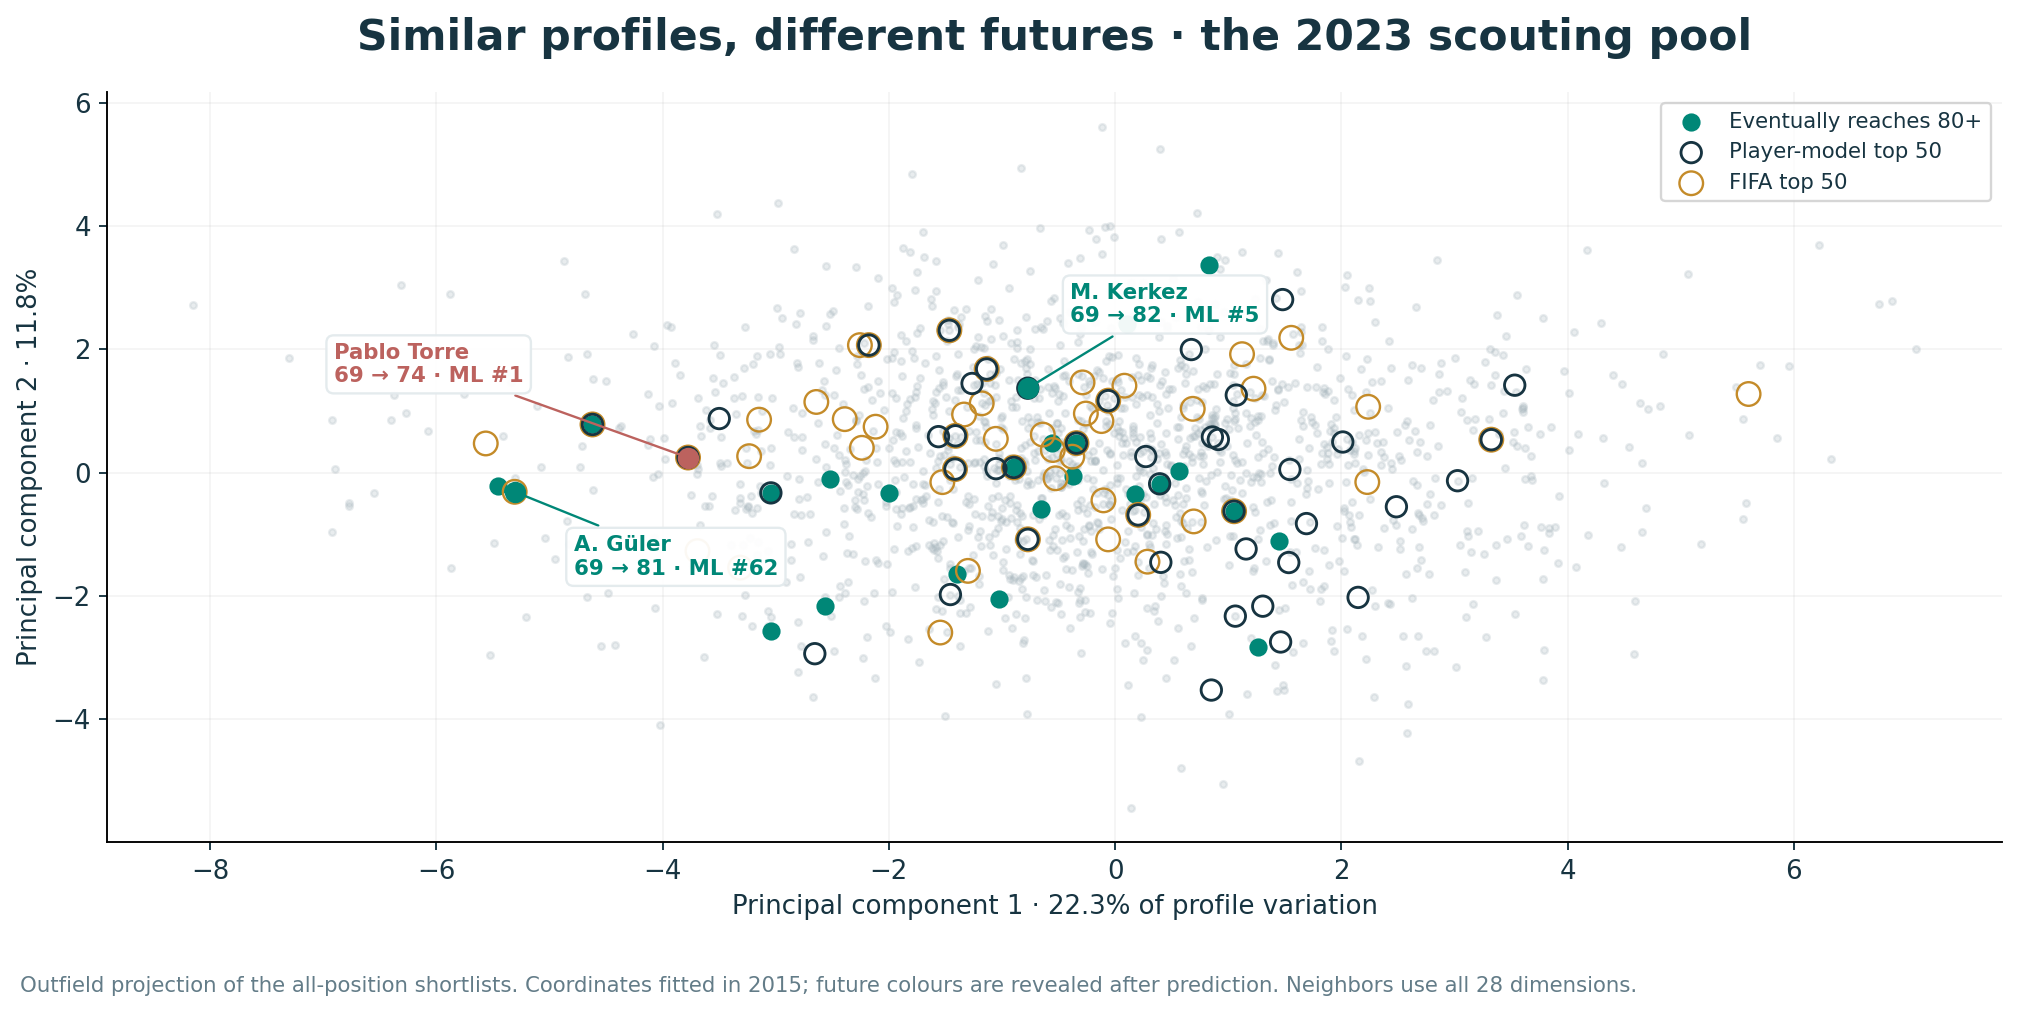 Similar profiles, different futures · the 2023 scouting pool
Eventually reaches 80+
Player-model top 50
FIFA top 50
M. Kerkez
69 → 82 · ML #5
Pablo Torre
69 → 74 · ML #1
A. Güler
69 → 81 · ML #62
Principal component 2 · 11.8%
6
4
2
0
−2
−4
−8
−6
−4
−2
0
2
4
6
Principal component 1 · 22.3% of profile variation
Outfield projection of the all-position shortlists. Coordinates fitted in 2015; future colours are revealed after prediction. Neighbors use all 28 dimensions.